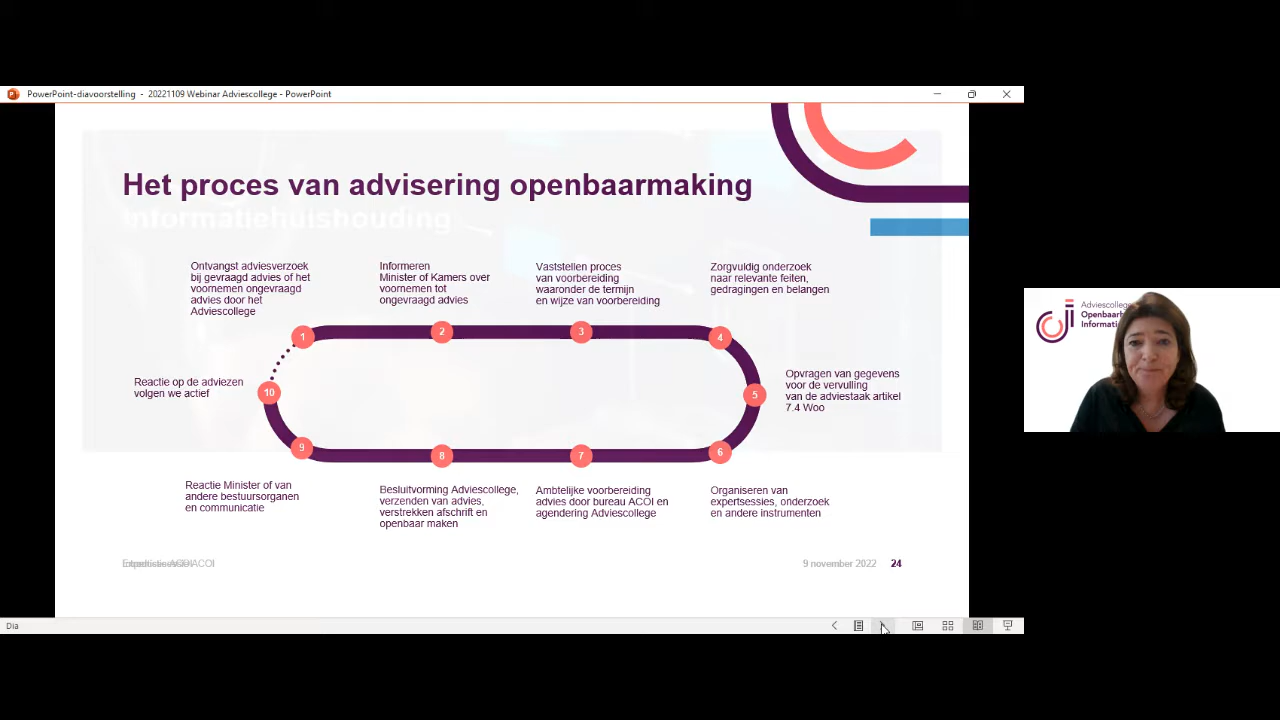 PowerPoint-diavoorstelling - 20221109 Webinar Adviescollege - PowerPoint
Het proces van advisering openbaarmaking
Informatiehuishouding
Ontvangst adviesverzoek
bij gevraagd advies of het
voornemen ongevraagd
advies door het
Adviescollege
Informeren
Minister of Kamers over
voornemen tot
ongevraagd advies
Vaststellen proces
van voorbereiding
waaronder de termijn
en wijze van voorbereiding
Zorgvuldig onderzoek
naar relevante feiten,
gedragingen en belangen
1
2
3
4
Reactie op de adviezen
volgen we actief
10
5
Opvragen van gegevens
voor de vervulling
van de adviestaak artikel
7.4 Woo
9
8
7
6
Reactie Minister of van
andere bestuursorganen
en communicatie
Besluitvorming Adviescollege,
verzenden van advies,
verstrekken afschrift en
openbaar maken
Ambtelijke voorbereiding
advies door bureau ACOI en
agendering Adviescollege
Organiseren van
expertsessies, onderzoek
en andere instrumenten
9 november 2022 24
Dia
Adviescollege